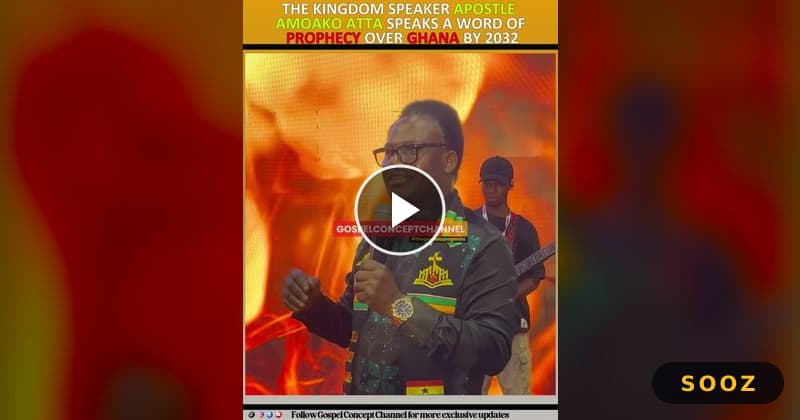 THE KINGDOM SPEAKER APOSTLE
AMOAKO ATTA SPEAKS A WORD OF
PROPHECY OVER GHANA BY 2032
GOSPELCONCEPTCHANNEL
SOOZ
Follow Gospel Concept Channel for more exclusive updates